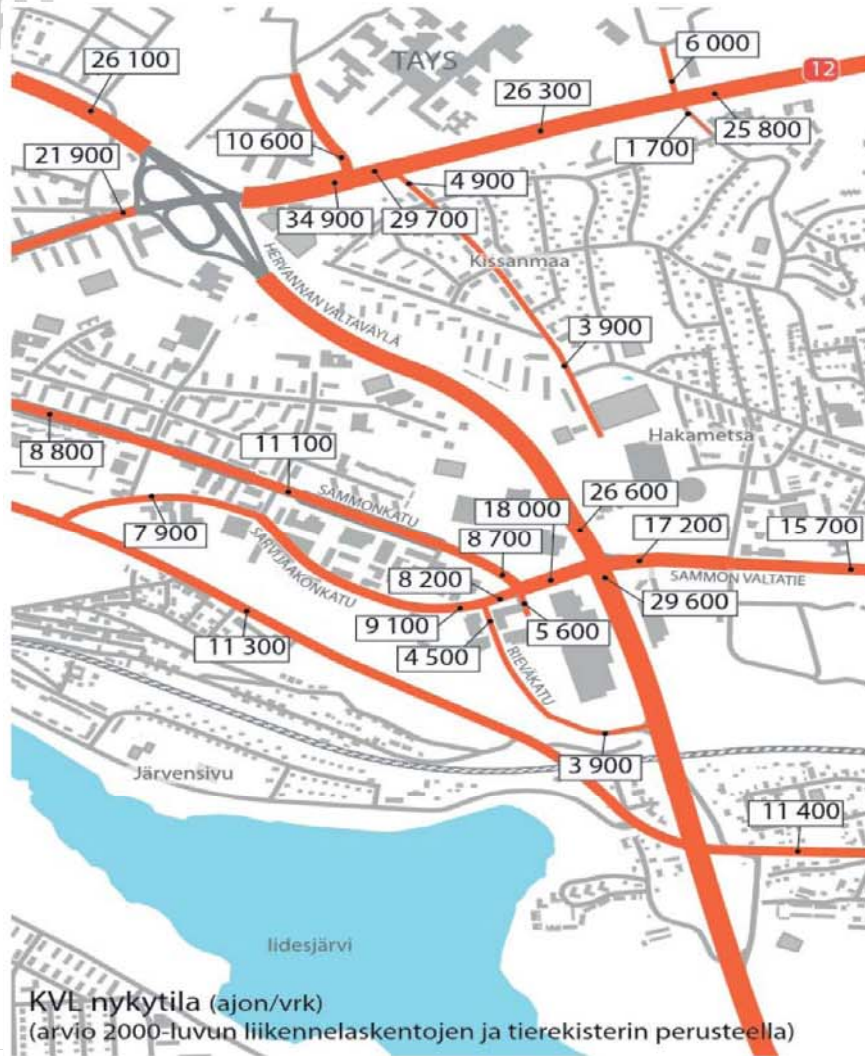 TAYS
6 000
26 100
12
26 300
10 600
1 700
25 800
21 900
4 900
34 900
29 700
Kissanmaa
HERVANNAN VALTAVÄYLÄ
3 900
Hakametsä
8 800
11 100
SAMMONKATU
26 600
18 000
17 200
15 700
7 900
8 700
SARVIJAAKONKATU
8 200
SAMMON VALTATIE
29 600
9 100
5 600
11 300
4 500
RIEVÄKATU
3 900
Järvensivu
11 400
Iidesjärvi
KVL nykytila (ajon/vrk)
(arvio 2000-luvun liikennelaskentojen ja tierekisterin perusteella)